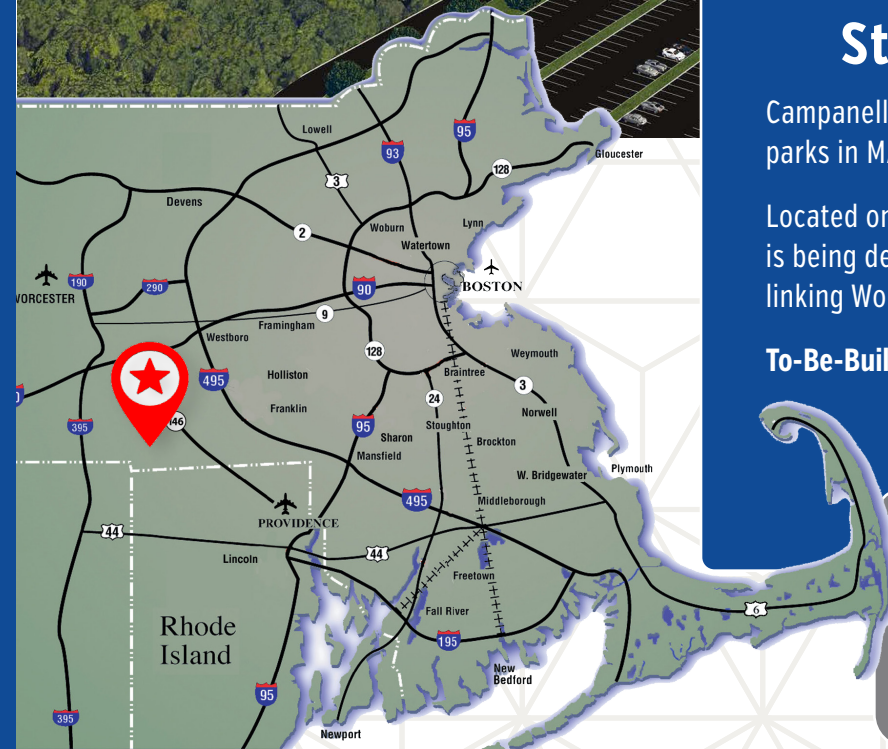 St
Campanell
parks in MA
Located on
is being de
linking Wo
To-Be-Buil
Lowell
93
95
Gloucester
3
128
Devens
Woburn
Lynn
2
Watertown
190
290
90
BOSTON
WORCESTER
9
Framingham
Westboro
128
Weymouth
Holliston
Braintree
495
3
24
Franklin
Norwell
146
95
Stoughton
395
Sharon
Brockton
Mansfield
Plymouth
W. Bridgewater
495
Middleborough
PROVIDENCE
44
44
Lincoln
Freetown
6
Fall River
Rhode
Island
195
New
Bedford
95
395
Newport